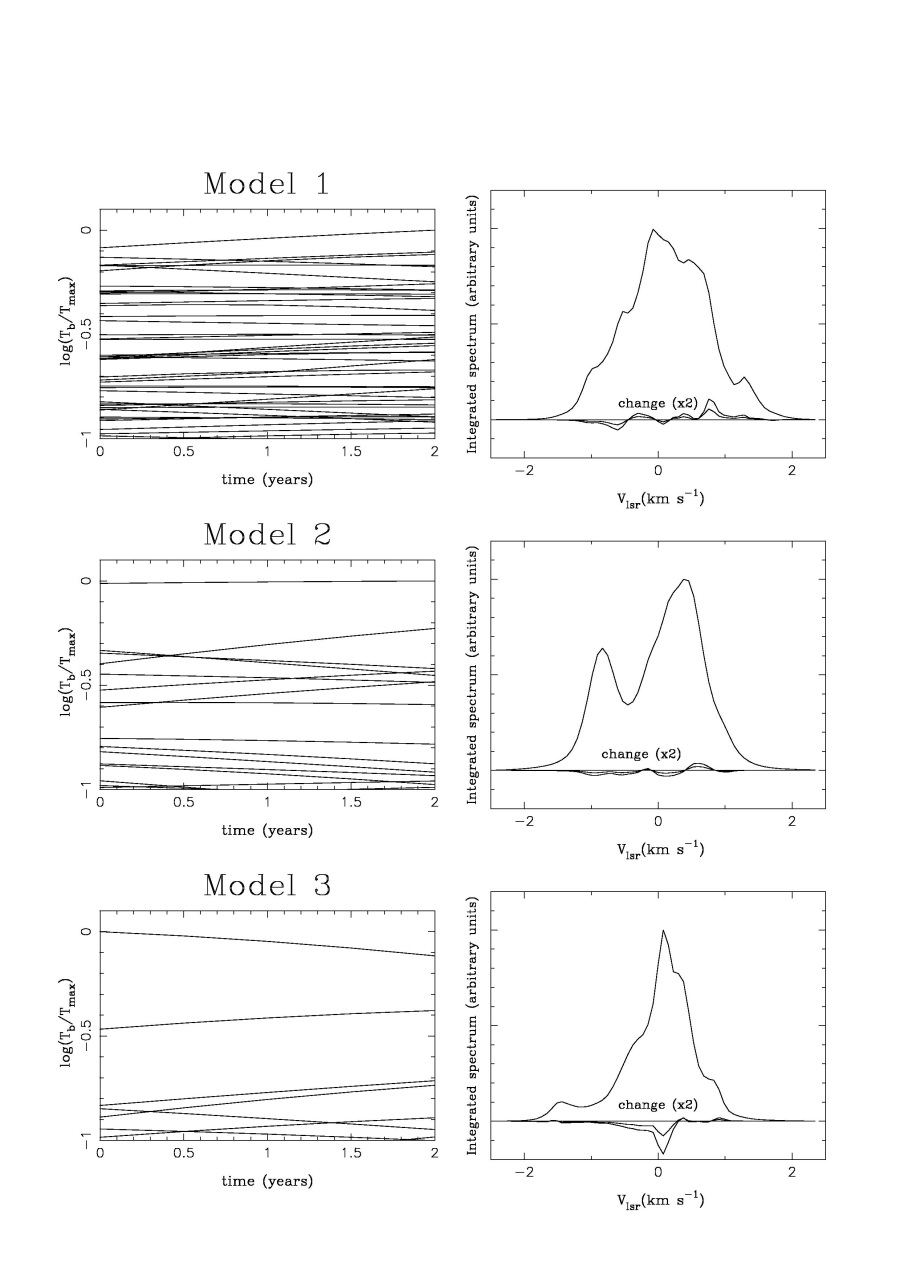 Model 1
log(T_b/T_max)
0
−0.5
−1
0 0.5 1 1.5 2
time (years)
Integrated spectrum (arbitrary units)
change (x2)
−2 0 2
V_lsr(km s^−1)
Model 2
log(T_b/T_max)
0
−0.5
−1
0 0.5 1 1.5 2
time (years)
Integrated spectrum (arbitrary units)
change (x2)
−2 0 2
V_lsr(km s^−1)
Model 3
log(T_b/T_max)
0
−0.5
−1
0 0.5 1 1.5 2
time (years)
Integrated spectrum (arbitrary units)
change (x2)
−2 0 2
V_lsr(km s^−1)